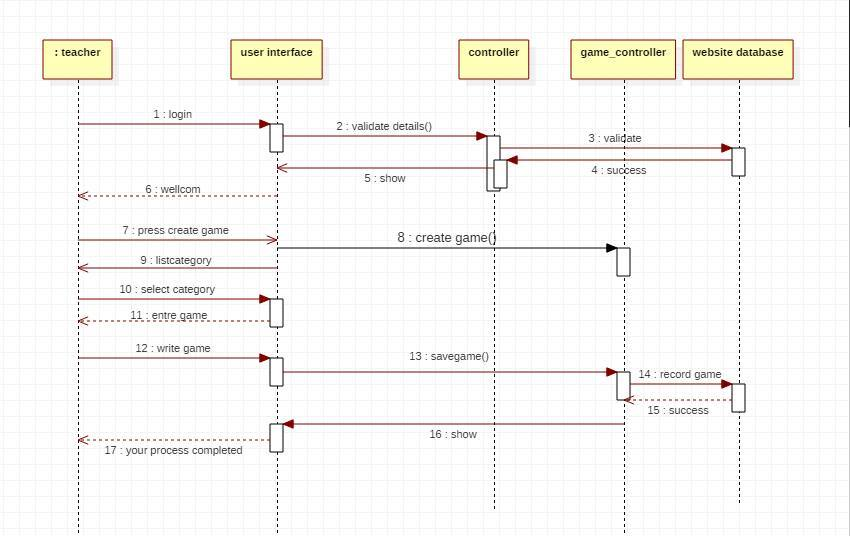 : teacher
user interface
controller
game_controller
website database
1 : login
2 : validate details()
3 : validate
4 : success
5 : show
6 : wellcom
7 : press create game
8 : create game()
9 : listcategory
10 : select category
11 : entre game
12 : write game
13 : savegame()
14 : record game
15 : success
16 : show
17 : your process completed